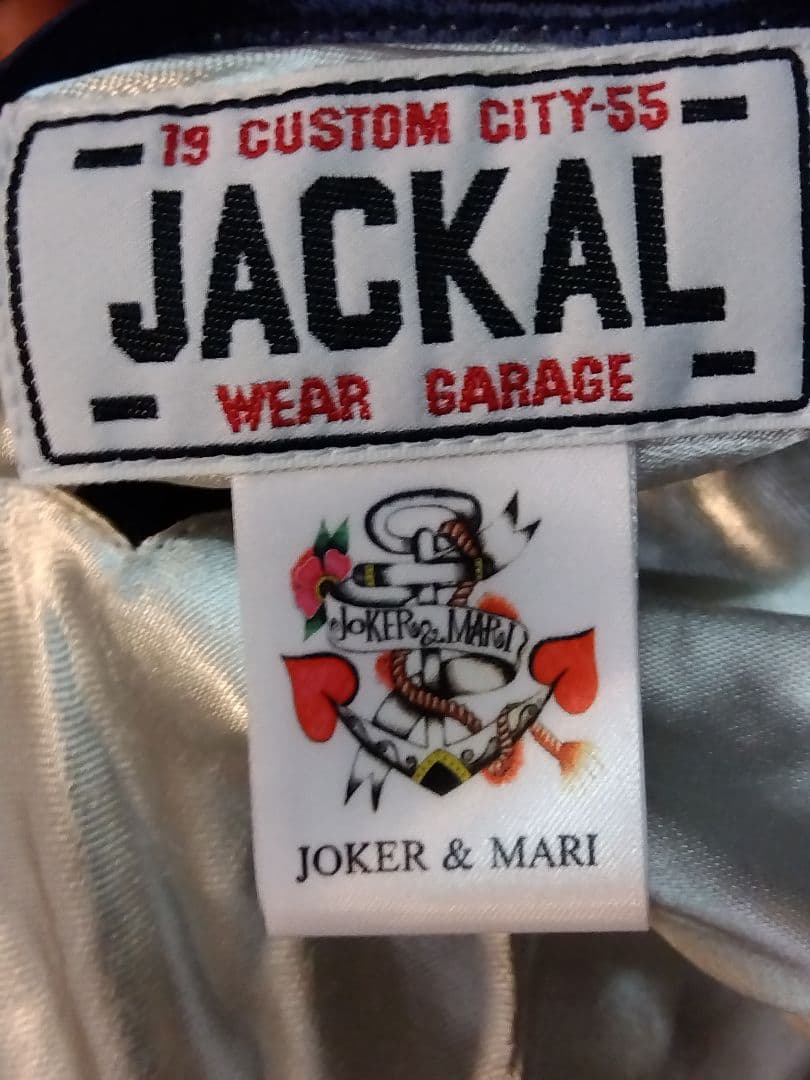 19 CUSTOM CITY-55
JACKAL
WEAR GARAGE
JOKER & MARI
JOKER & MARI